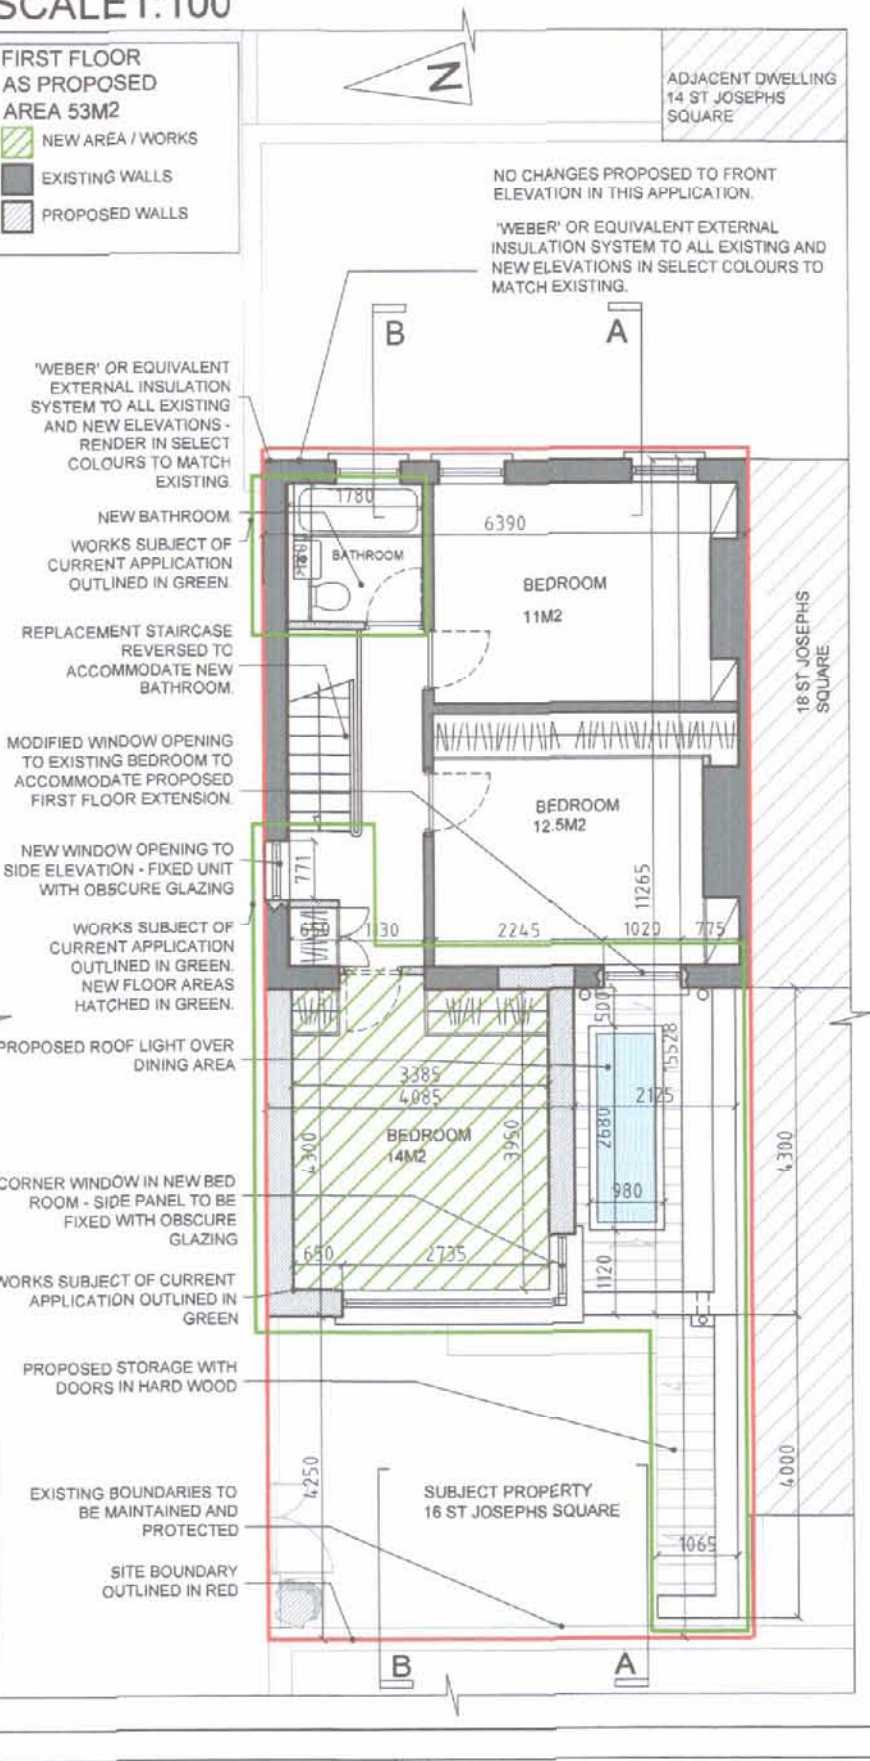 SCALE1:100
FIRST FLOOR
AS PROPOSED
AREA 53M2
NEW AREA / WORKS
EXISTING WALLS
PROPOSED WALLS
N
ADJACENT DWELLING
14 ST JOSEPHS
SQUARE
NO CHANGES PROPOSED TO FRONT
ELEVATION IN THIS APPLICATION.
'WEBER' OR EQUIVALENT EXTERNAL
INSULATION SYSTEM TO ALL EXISTING AND
NEW ELEVATIONS IN SELECT COLOURS TO
MATCH EXISTING.
B
A
'WEBER' OR EQUIVALENT
EXTERNAL INSULATION
SYSTEM TO ALL EXISTING
AND NEW ELEVATIONS -
RENDER IN SELECT
COLOURS TO MATCH
EXISTING.
NEW BATHROOM.
WORKS SUBJECT OF
CURRENT APPLICATION
OUTLINED IN GREEN.
REPLACEMENT STAIRCASE
REVERSED TO
ACCOMMODATE NEW
BATHROOM.
MODIFIED WINDOW OPENING
TO EXISTING BEDROOM TO
ACCOMMODATE PROPOSED
FIRST FLOOR EXTENSION.
NEW WINDOW OPENING TO
SIDE ELEVATION - FIXED UNIT
WITH OBSCURE GLAZING
WORKS SUBJECT OF
CURRENT APPLICATION
OUTLINED IN GREEN.
NEW FLOOR AREAS
HATCHED IN GREEN.
PROPOSED ROOF LIGHT OVER
DINING AREA
CORNER WINDOW IN NEW BED
ROOM - SIDE PANEL TO BE
FIXED WITH OBSCURE
GLAZING
WORKS SUBJECT OF CURRENT
APPLICATION OUTLINED IN
GREEN
PROPOSED STORAGE WITH
DOORS IN HARD WOOD
EXISTING BOUNDARIES TO
BE MAINTAINED AND
PROTECTED
SITE BOUNDARY
OUTLINED IN RED
1780
6390
BATHROOM
BEDROOM
11M2
18 ST JOSEPHS
SQUARE.
BEDROOM
12.5M2
771
11265
650
1130
2245
1020
775
500
15528
3385
4085
2125
BEDROOM
14M2
4300
3950
2680
4300
980
650
2735
1120
4250
SUBJECT PROPERTY
16 ST JOSEPHS SQUARE
4000
1065
B
A